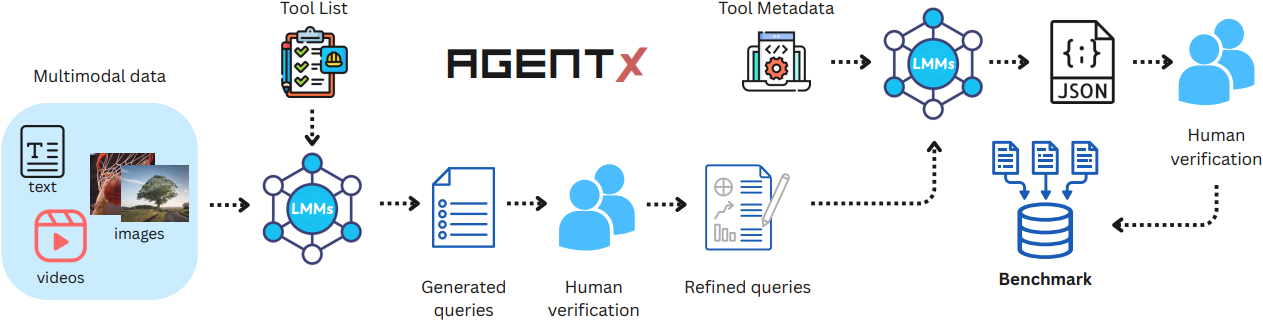 Tool List
Tool Metadata
AGENTX
Multimodal data
T
text
images
videos
LMMs
Generated
queries
Human
verification
Refined queries
</>
LMMs
{;}
JSON
Human
verification
Benchmark